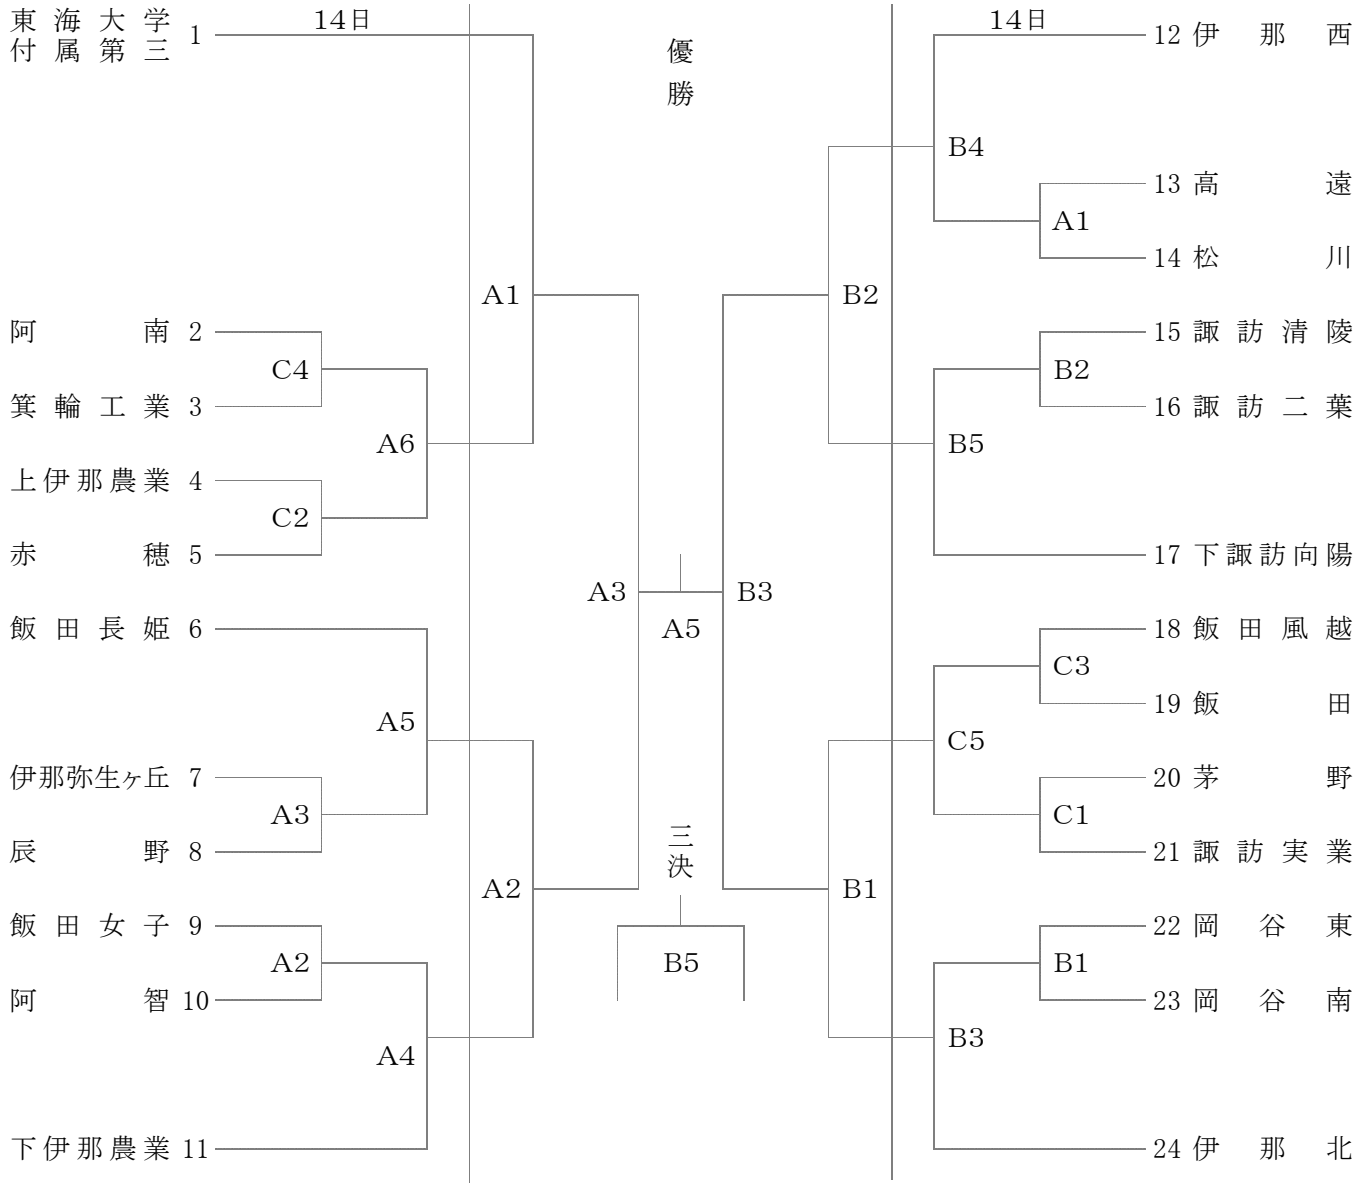 東海大学
付属第三 1
14日
優勝
14日
12 伊那西
B4
13 高遠
A1
14 松川
A1
B2
阿南 2
15 諏訪清陵
C4
B2
箕輪工業 3
16 諏訪二葉
A6
B5
上伊那農業 4
C2
赤穂 5
17 下諏訪向陽
A3
B3
飯田長姫 6
A5
18 飯田風越
C3
19 飯田
A5
C5
伊那弥生ヶ丘 7
20 茅野
A3
C1
三決
辰野 8
21 諏訪実業
A2
B1
飯田女子 9
22 岡谷東
A2
B5
B1
阿智 10
23 岡谷南
A4
B3
下伊那農業 11
24 伊那北